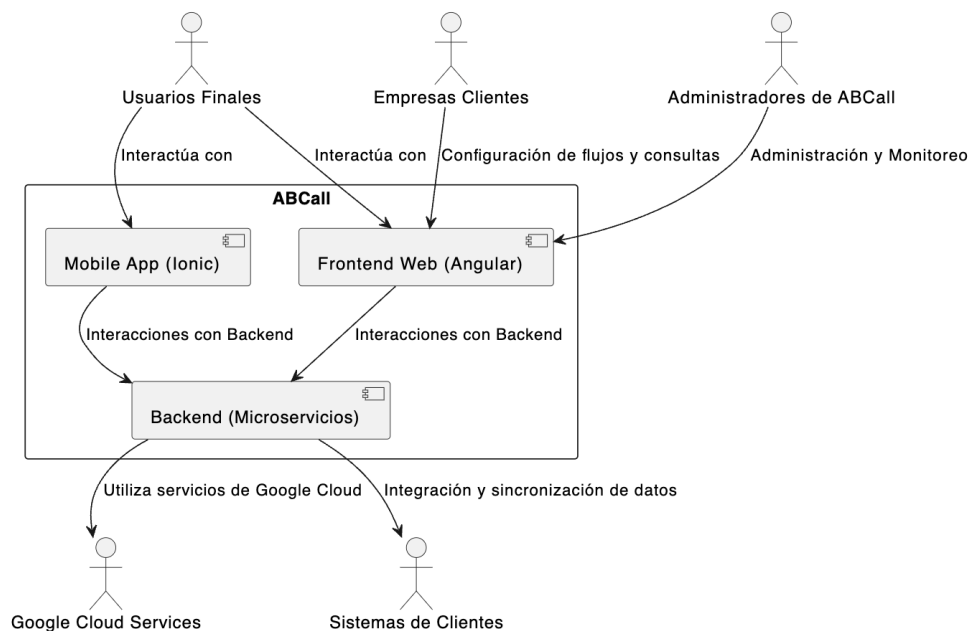 Usuarios Finales
Empresas Clientes
Administradores de ABCall
Interactúa con
Interactúa con
Configuración de flujos y consultas
Administración y Monitoreo
ABCall
Mobile App (Ionic)
Frontend Web (Angular)
Interacciones con Backend
Interacciones con Backend
Backend (Microservicios)
Utiliza servicios de Google Cloud
Integración y sincronización de datos
Google Cloud Services
Sistemas de Clientes